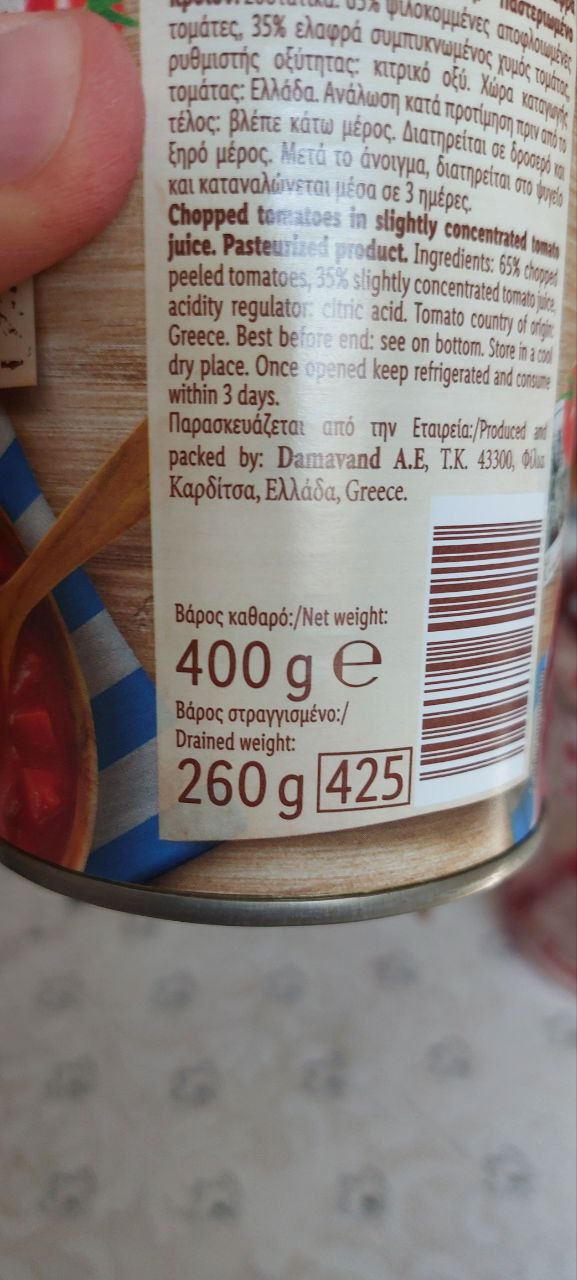 ψιλοκομμένες αποφλοιωμένες
τομάτες, 35% ελαφρά συμπυκνωμένος χυμός τομάτας,
ρυθμιστής οξύτητας: κιτρικό οξύ. Χώρα καταγωγής
τομάτας: Ελλάδα. Ανάλωση κατά προτίμηση πριν από το
τέλος: βλέπε κάτω μέρος. Διατηρείται σε δροσερό και
ξηρό μέρος. Μετά το άνοιγμα, διατηρείται στο ψυγείο
και καταναλώνεται μέσα σε 3 ημέρες.
Chopped tomatoes in slightly concentrated tomato
juice. Pasteurized product. Ingredients: 65% chopped
peeled tomatoes, 35% slightly concentrated tomato juice,
acidity regulator: citric acid. Tomato country of origin:
Greece. Best before end: see on bottom. Store in a cool
dry place. Once opened keep refrigerated and consume
within 3 days.
Παρασκευάζεται από την Εταιρεία:/Produced and
packed by: Damavand A.E, T.K. 43300,
Καρδίτσα, Ελλάδα, Greece.
Βάρος καθαρό:/Net weight:
400 g e
Βάρος στραγγισμένο:/
Drained weight:
260 g 425